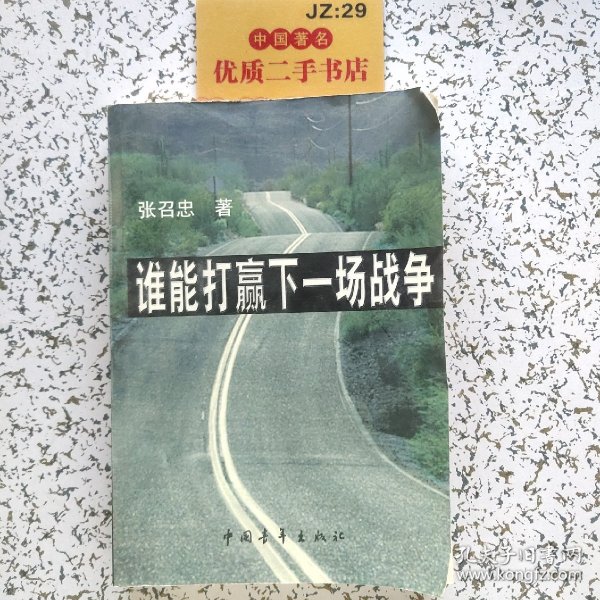 JZ:29
中国著名
优质二手书店
张召忠 著
谁能打赢下一场战争
中国青年出版社
孔夫子旧书网
www.kongfz.com